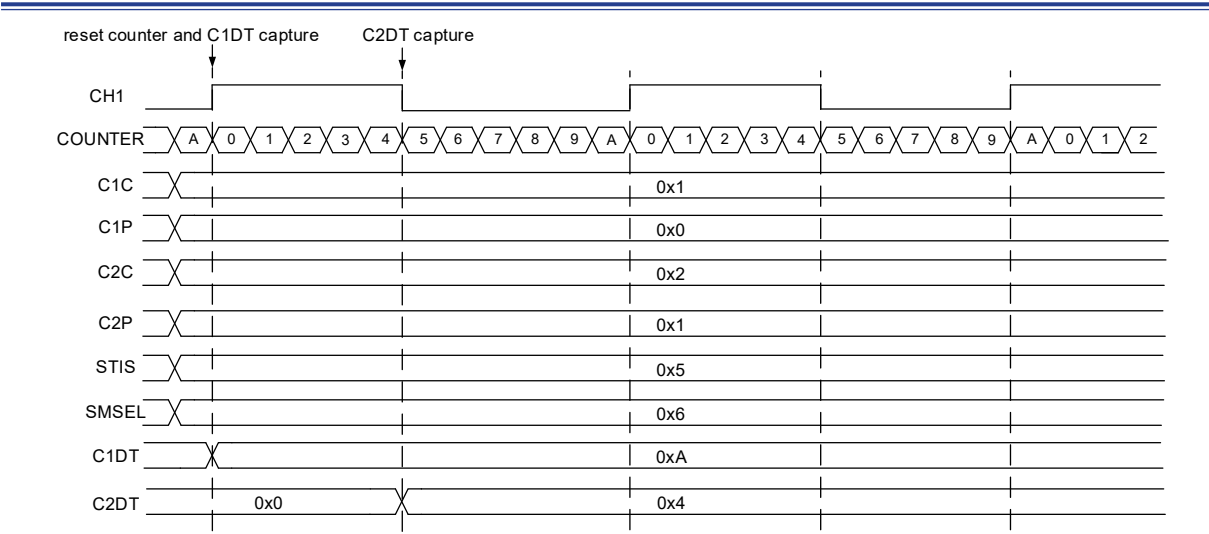 reset counter and C1DT capture C2DT capture
CH1
COUNTER A 0 1 2 3 4 5 6 7 8 9 A 0 1 2 3 4 5 6 7 8 9 A 0 1 2
C1C 0x1
C1P 0x0
C2C 0x2
C2P 0x1
STIS 0x5
SMSEL 0x6
C1DT 0xA
C2DT 0x0 0x4